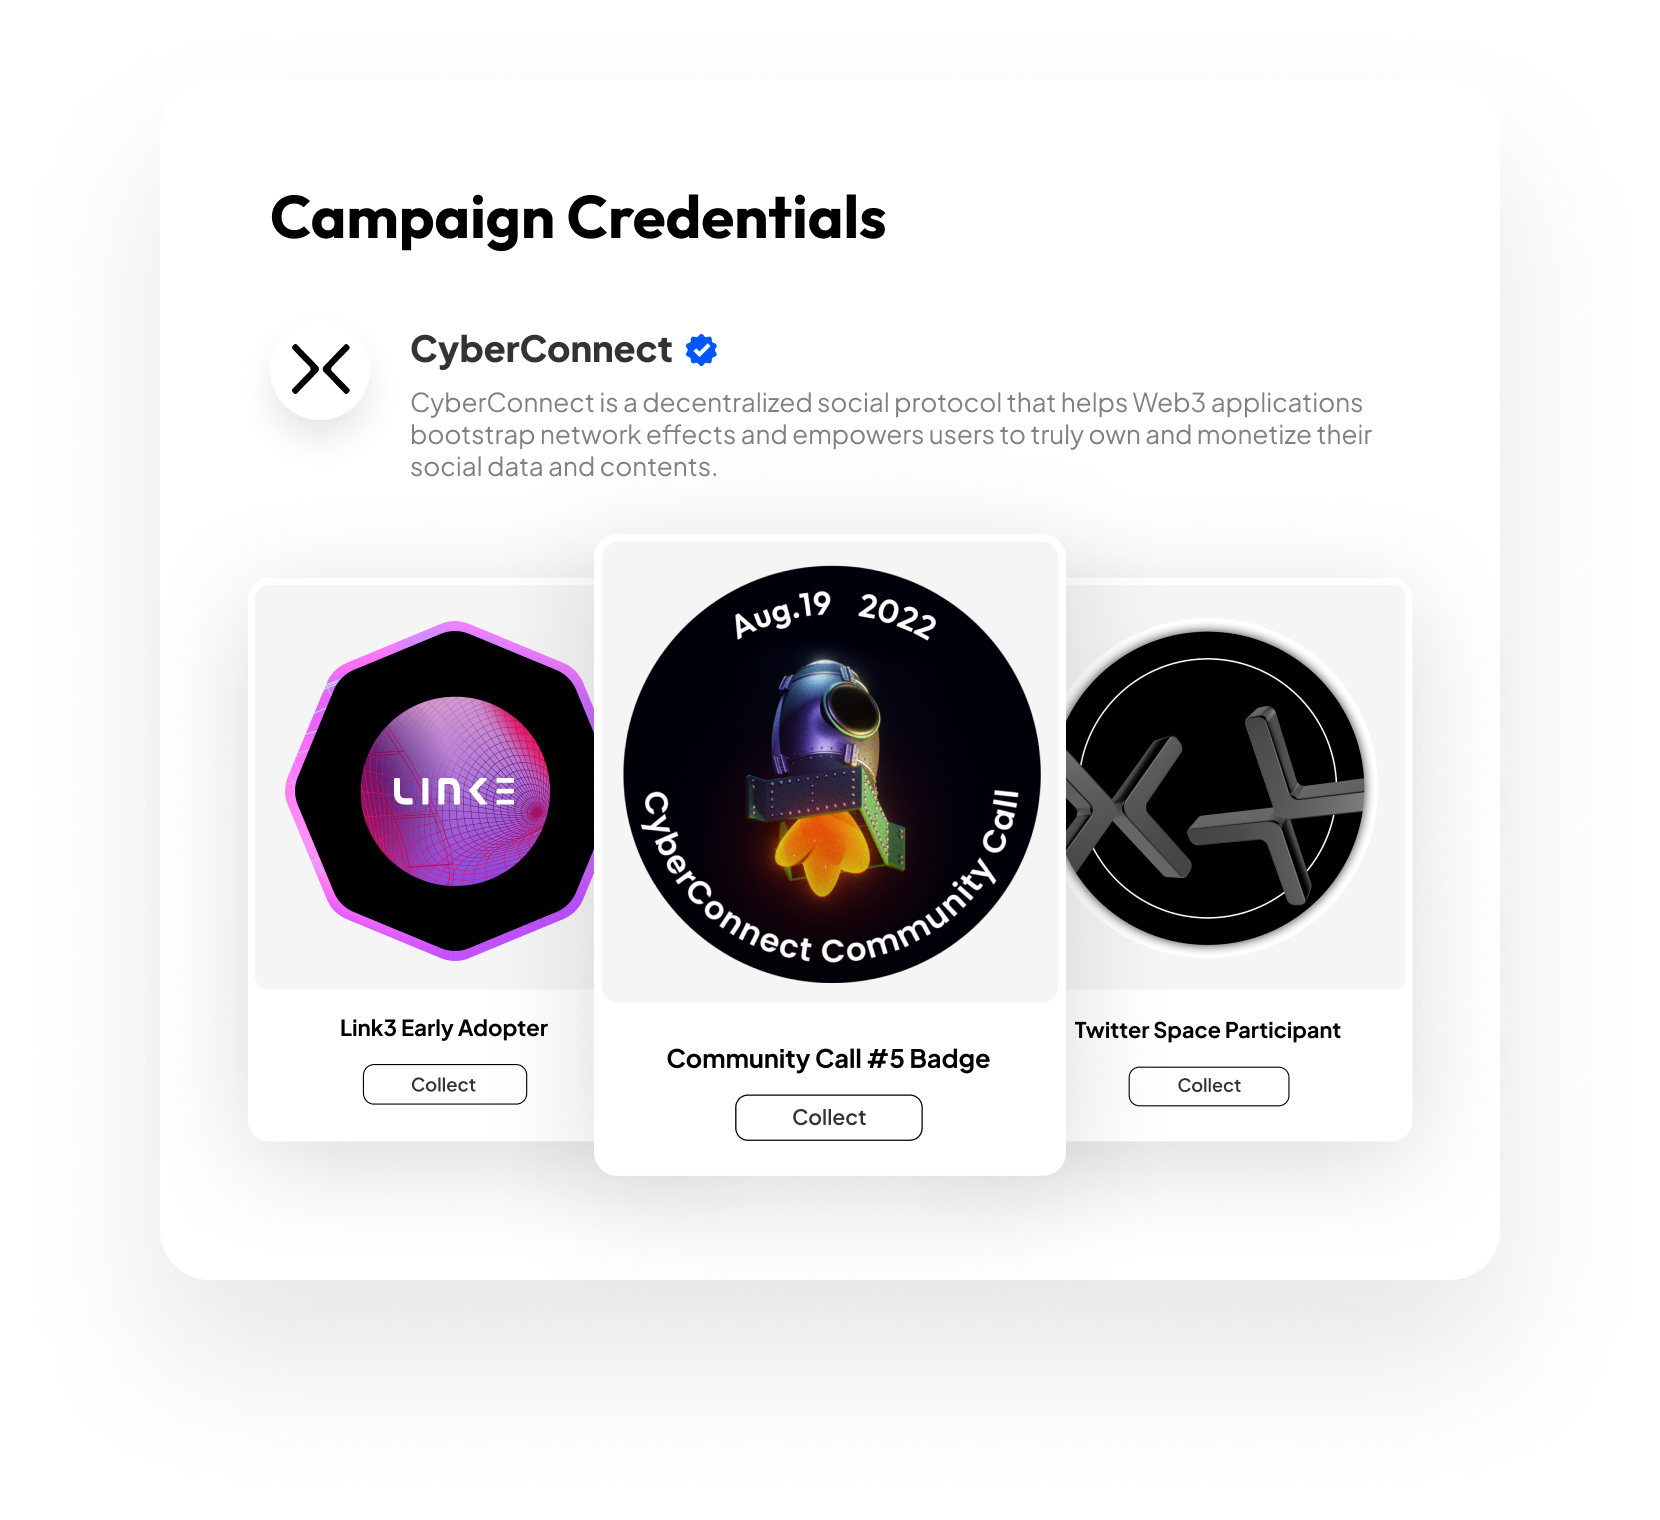 Campaign Credentials
CyberConnect
CyberConnect is a decentralized social protocol that helps Web3 applications
bootstrap network effects and empowers users to truly own and monetize their
social data and contents.
LINK3
Link3 Early Adopter
Collect
Aug.19 2022
CyberConnect Community Call
Community Call #5 Badge
Collect
Twitter Space Participant
Collect